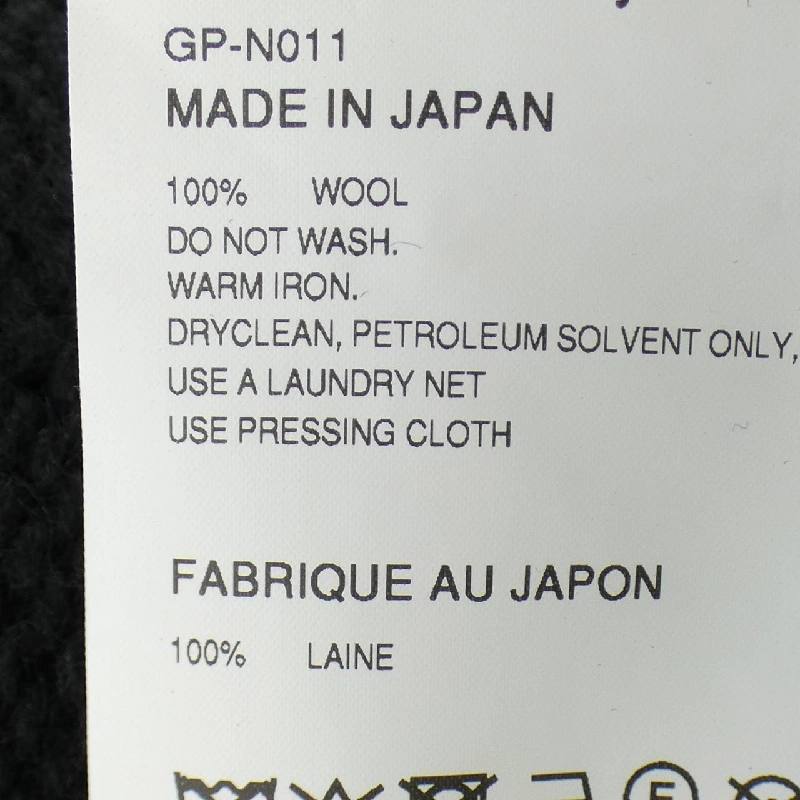 GP-N011
MADE IN JAPAN
100% WOOL
DO NOT WASH.
WARM IRON.
DRYCLEAN, PETROLEUM SOLVENT ONLY,
USE A LAUNDRY NET
USE PRESSING CLOTH
FABRIQUE AU JAPON
100% LAINE